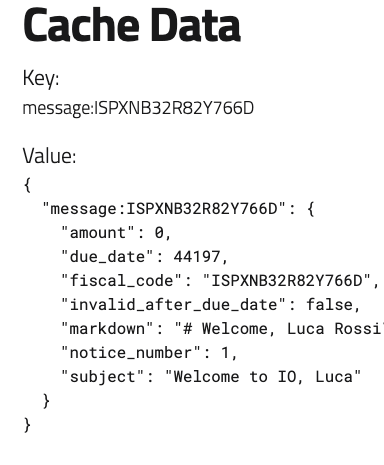 Cache Data
Key:
message:ISPXNB32R82Y766D
Value:
{
  "message:ISPXNB32R82Y766D": {
    "amount": 0,
    "due_date": 44197,
    "fiscal_code": "ISPXNB32R82Y766D",
    "invalid_after_due_date": false,
    "markdown": "# Welcome, Luca Rossi
    "notice_number": 1,
    "subject": "Welcome to IO, Luca"
  }
}